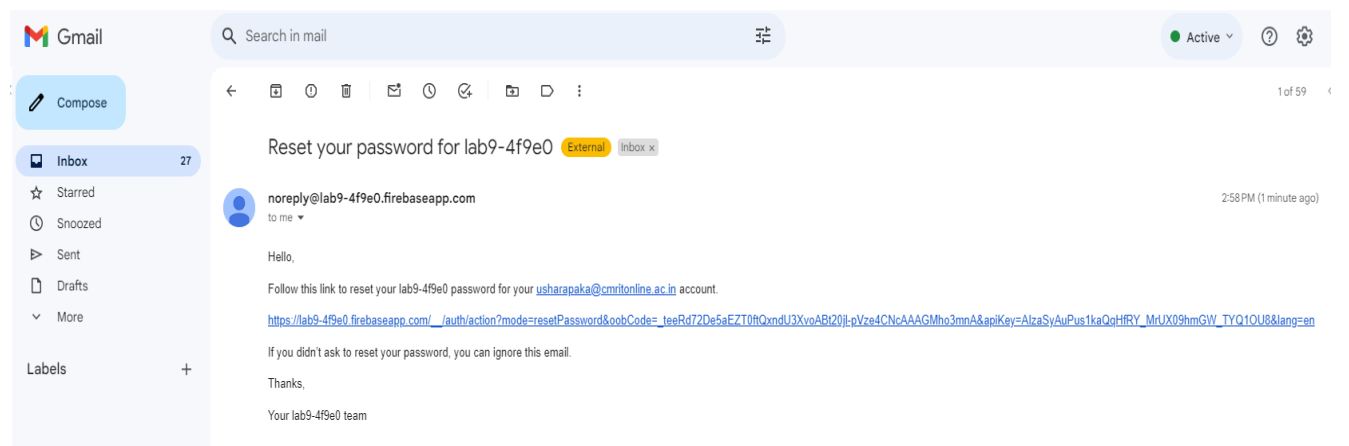 Gmail
Search in mail
Active
Compose
1 of 59
Reset your password for lab9-4f9e0 External Inbox x
Inbox 27
Starred
noreply@lab9-4f9e0.firebaseapp.com 2:58 PM (1 minute ago)
to me
Snoozed
Sent
Hello,
Drafts
Follow this link to reset your lab9-4f9e0 password for your usharapaka@cmritonline.ac.in account.
More
https://lab9-4f9e0.firebaseapp.com/__/auth/action?mode=resetPassword&oobCode=_teeRd72De5aEZT0ftQxndU3XvoABt20jl-pVze4CNcAAAGMho3mnA&apiKey=AIzaSyAuPus1kaQqHfRY_MrUX09hmGW_TYQ1OU8&lang=en
If you didn't ask to reset your password, you can ignore this email.
Labels +
Thanks,
Your lab9-4f9e0 team